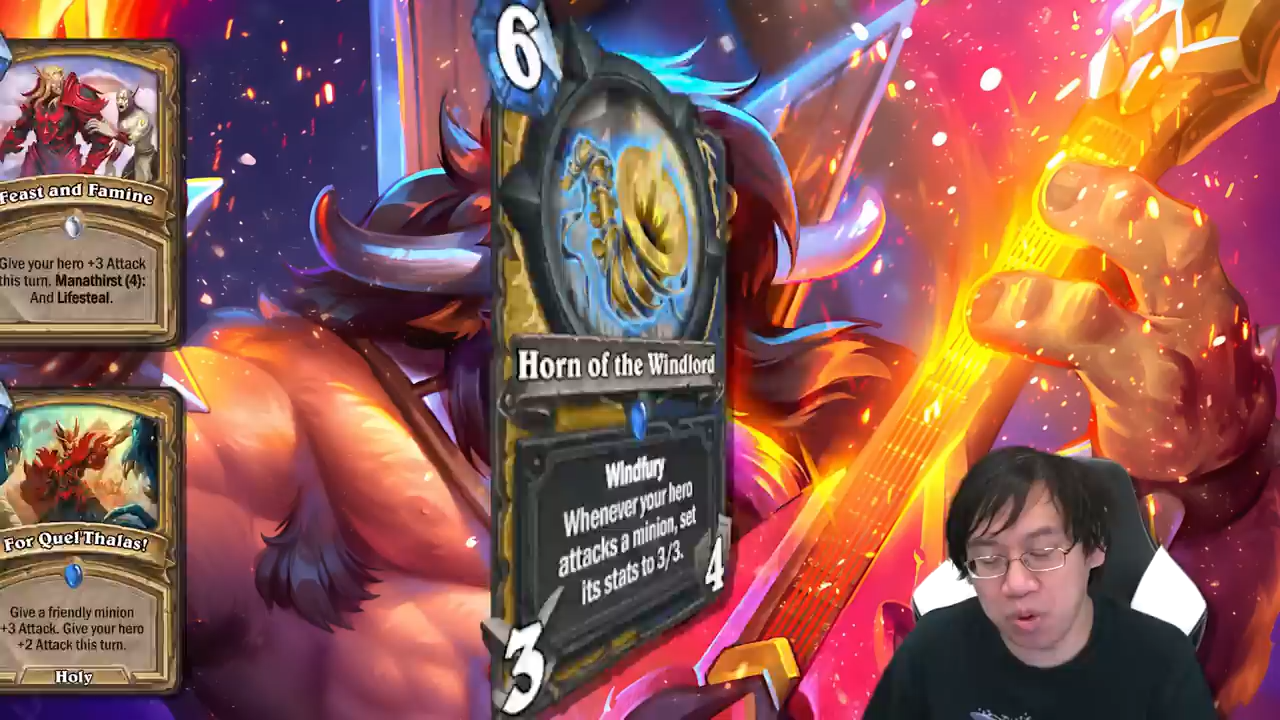 Feast and Famine
Give your hero +3 Attack
this turn. Manathirst (4):
And Lifesteal.
For Quel'Thalas!
Give a friendly minion
+3 Attack. Give your hero
+2 Attack this turn.
Holy
6
Horn of the Windlord
Windfury
Whenever your hero
attacks a minion, set
its stats to 3/3.
3
4